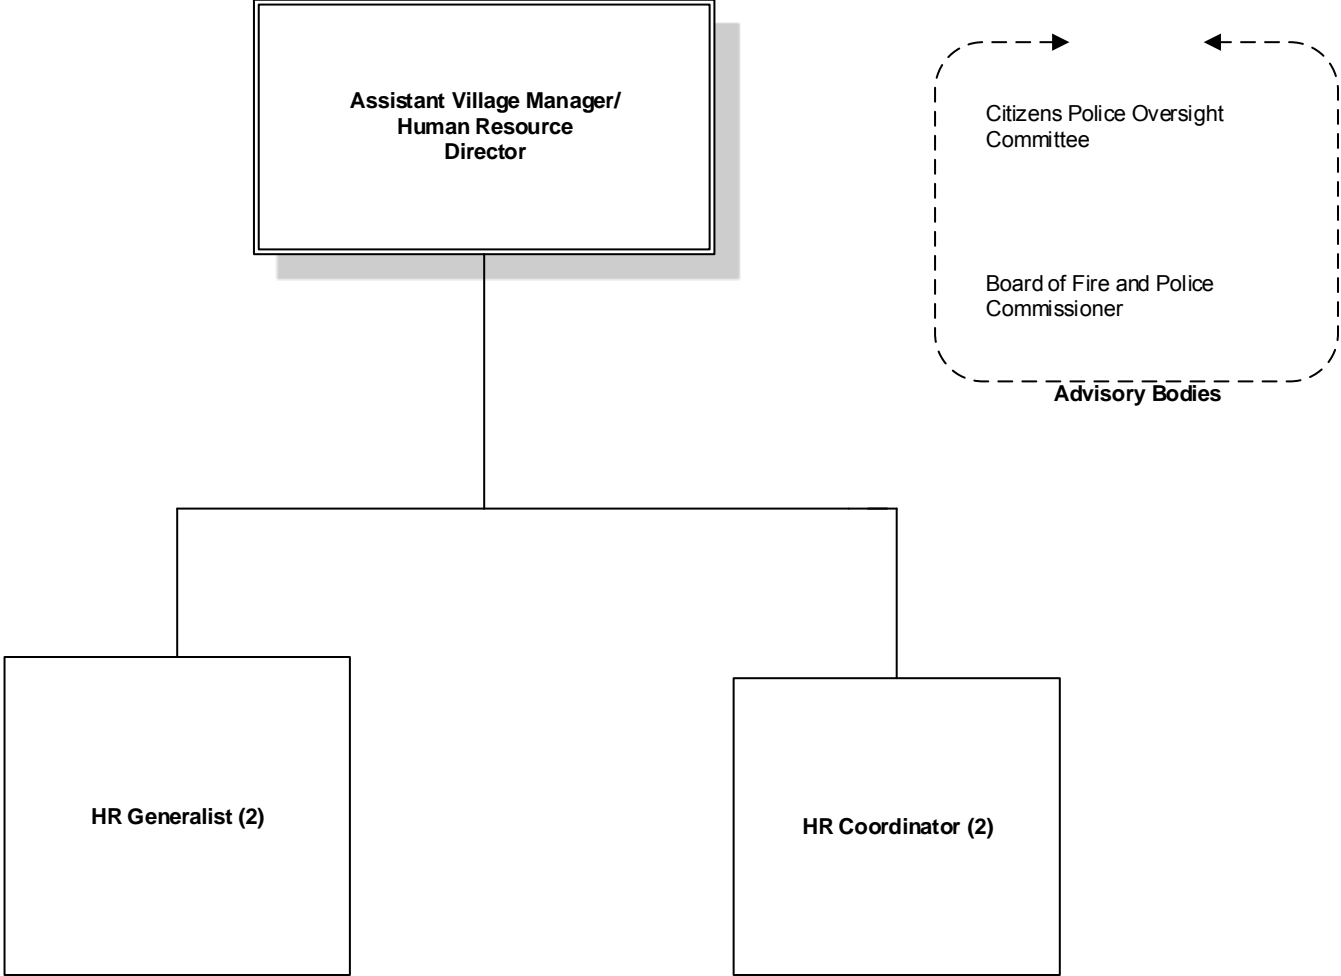 Assistant Village Manager/
Human Resource
Director
Citizens Police Oversight
Committee
Board of Fire and Police
Commissioner
Advisory Bodies
HR Generalist (2)
HR Coordinator (2)